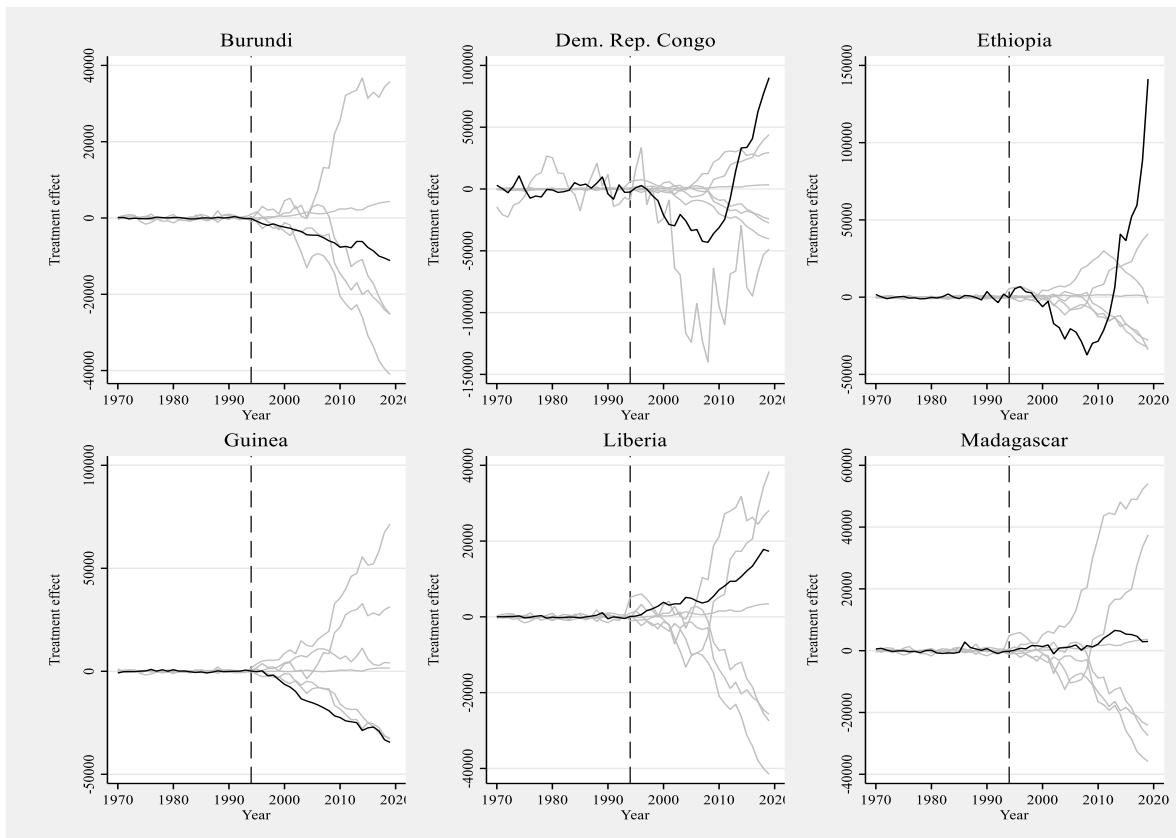 Burundi
Treatment effect
40000
20000
0
-20000
-40000
1970 1980 1990 2000 2010 2020
Year
Dem. Rep. Congo
Treatment effect
100000
50000
0
-50000
-100000
-150000
1970 1980 1990 2000 2010 2020
Year
Ethiopia
Treatment effect
150000
100000
50000
0
-50000
1970 1980 1990 2000 2010 2020
Year
Guinea
Treatment effect
100000
50000
0
-50000
1970 1980 1990 2000 2010 2020
Year
Liberia
Treatment effect
40000
20000
0
-20000
-40000
1970 1980 1990 2000 2010 2020
Year
Madagascar
Treatment effect
60000
40000
20000
0
-20000
-40000
1970 1980 1990 2000 2010 2020
Year